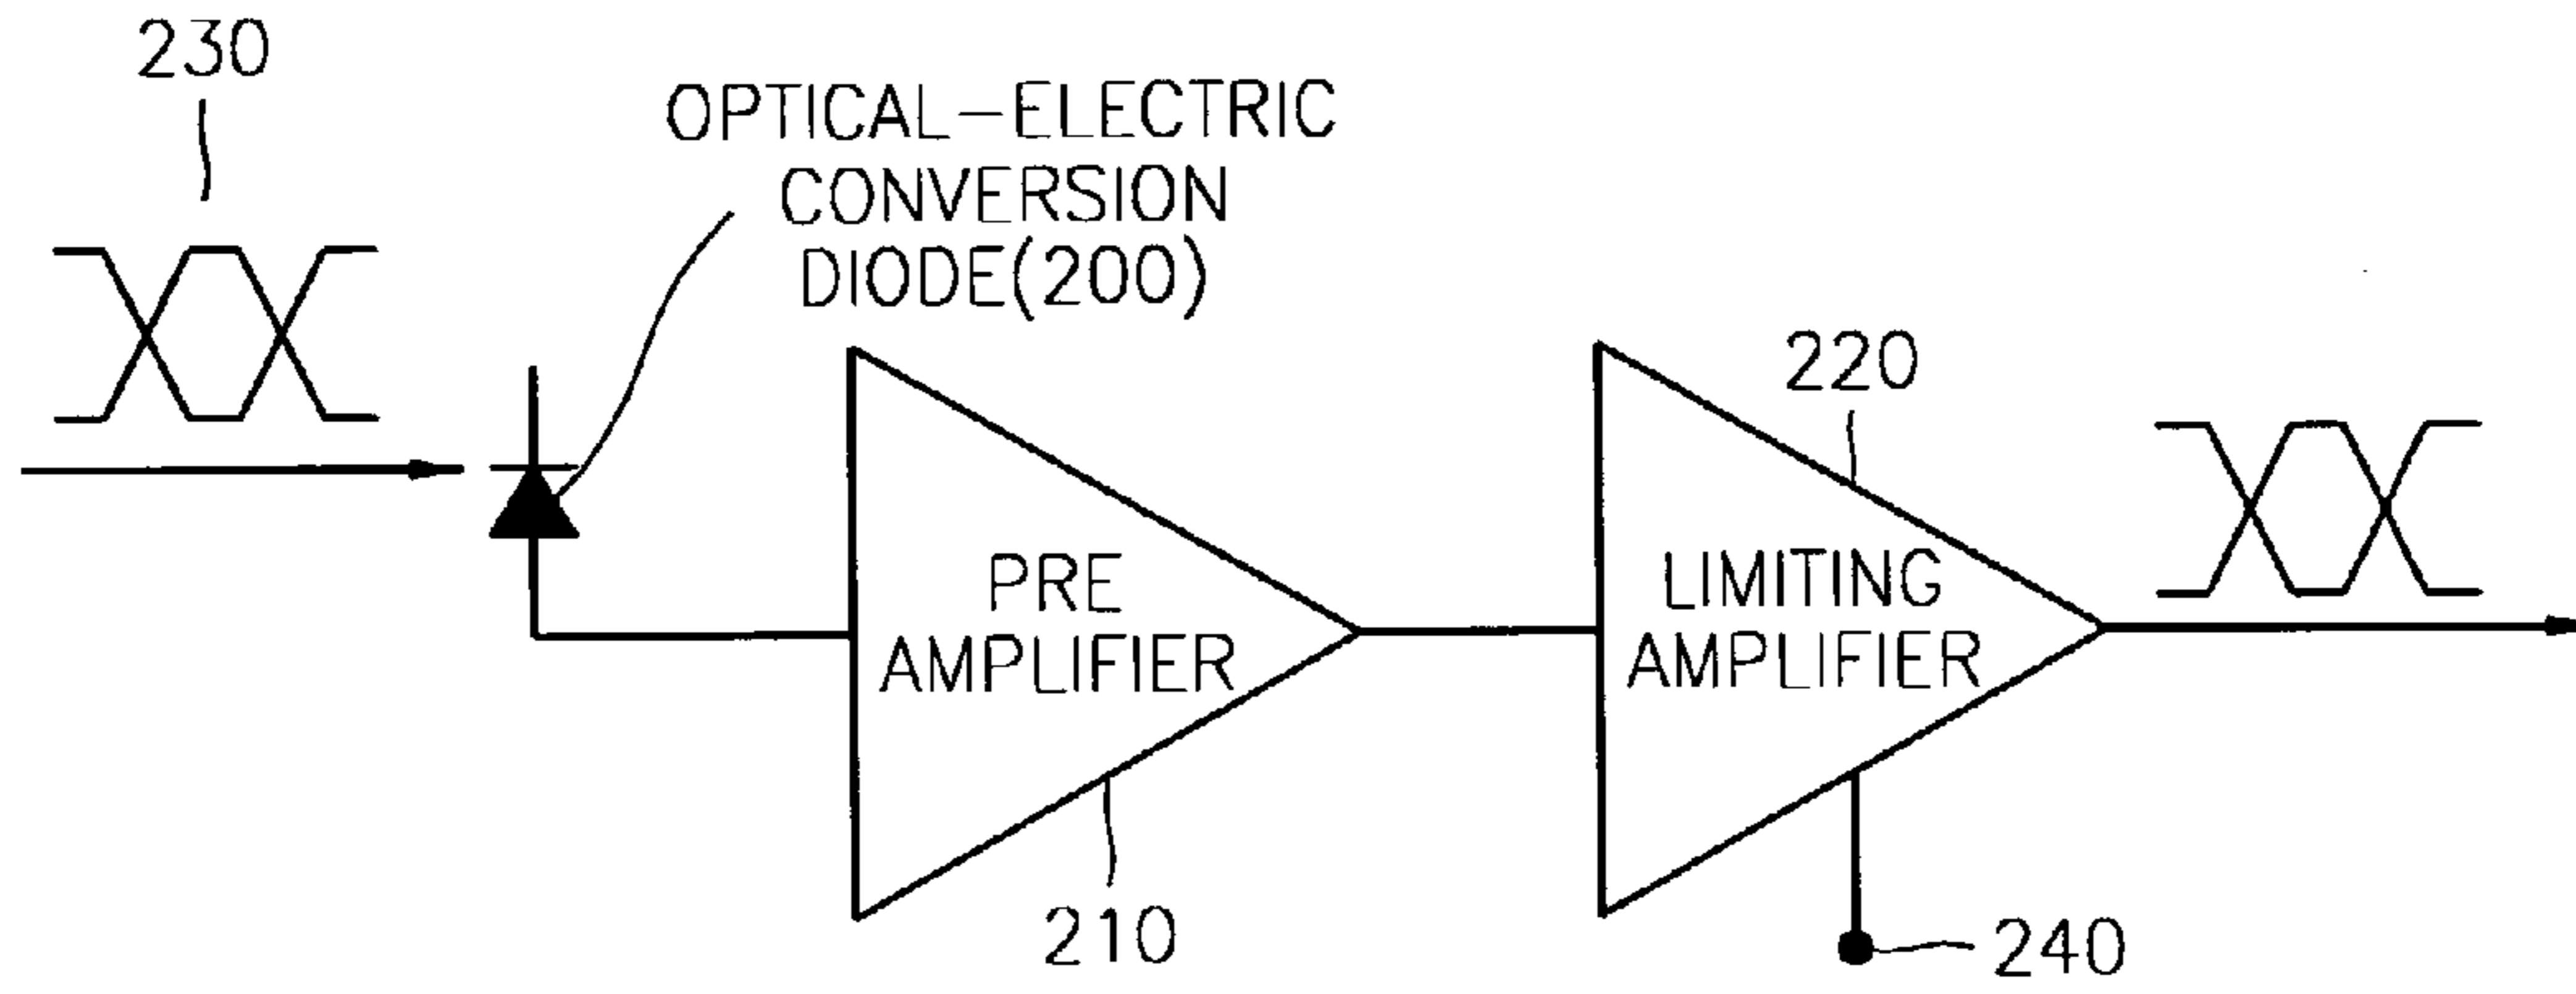 230
OPTICAL-ELECTRIC
CONVERSION
DIODE(200)
220
PRE
AMPLIFIER
LIMITING
AMPLIFIER
210
240